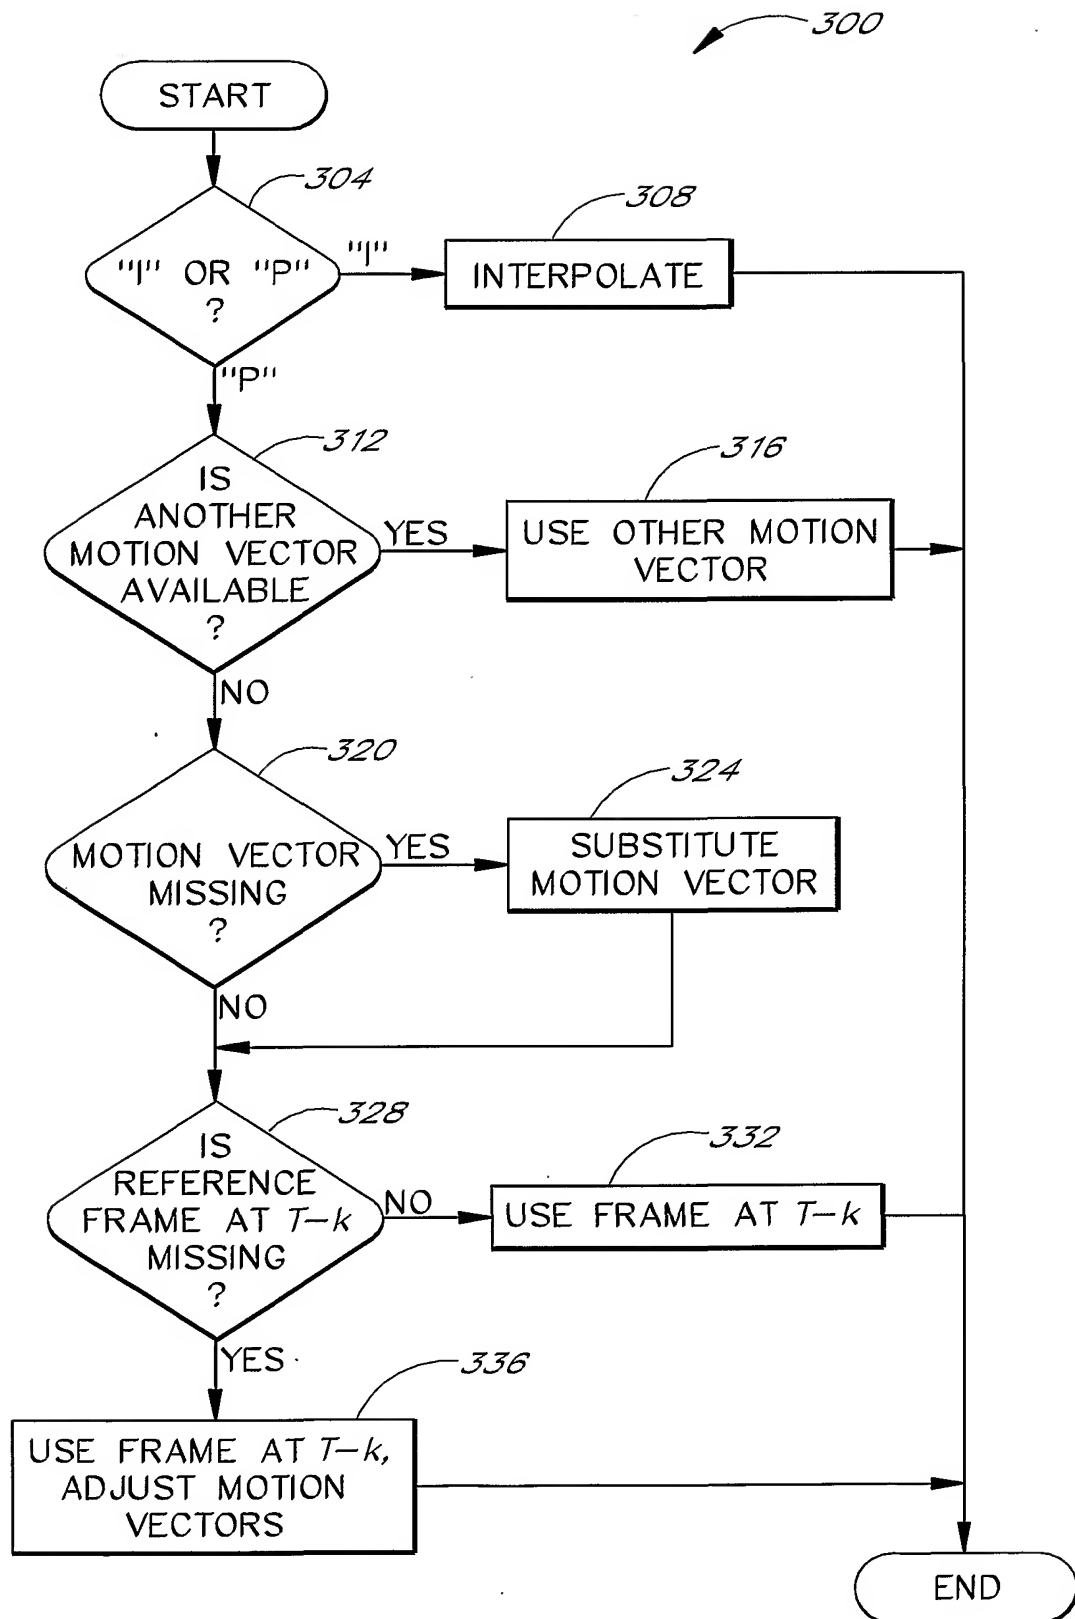 300
START
304
"I" OR "P"
?
"I"
308
INTERPOLATE
"P"
312
IS
ANOTHER
MOTION VECTOR
AVAILABLE
?
YES
316
USE OTHER MOTION
VECTOR
NO
320
MOTION VECTOR
MISSING
?
YES
324
SUBSTITUTE
MOTION VECTOR
NO
328
IS
REFERENCE
FRAME AT T-k
MISSING
?
NO
332
USE FRAME AT T-k
YES
336
USE FRAME AT T-k,
ADJUST MOTION
VECTORS
END